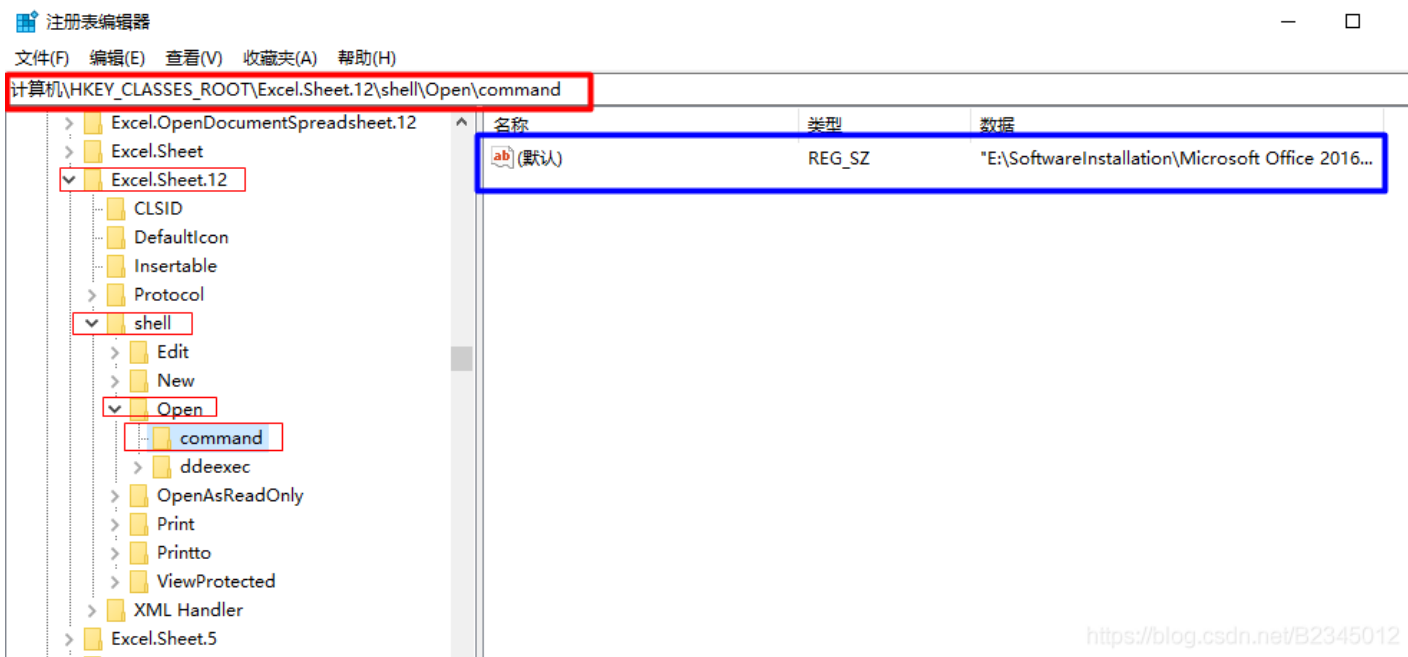 注册表编辑器
文件(F) 编辑(E) 查看(V) 收藏夹(A) 帮助(H)
计算机\HKEY_CLASSES_ROOT\Excel.Sheet.12\shell\Open\command
Excel.OpenDocumentSpreadsheet.12
Excel.Sheet
Excel.Sheet.12
CLSID
DefaultIcon
Insertable
Protocol
shell
Edit
New
Open
command
ddeexec
OpenAsReadOnly
Print
Printto
ViewProtected
XML Handler
Excel.Sheet.5
名称 类型 数据
ab (默认) REG_SZ "E:\SoftwareInstallation\Microsoft Office 2016...
https://blog.csdn.net/B2345012